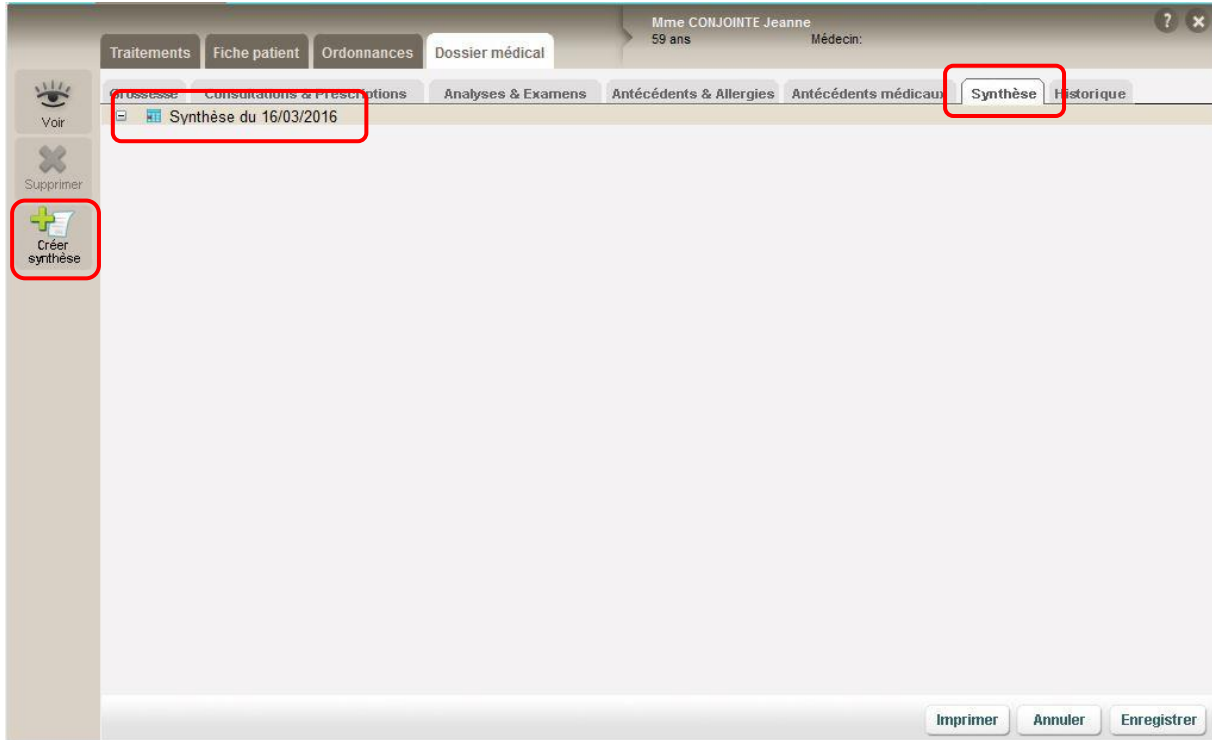 Mme CONJOINTE Jeanne
59 ans Médecin:
Traitements Fiche patient Ordonnances Dossier médical
Grossesse Consultations & Prescriptions Analyses & Examens Antécédents & Allergies Antécédents médicaux Synthèse Historique
Voir
Synthèse du 16/03/2016
Supprimer
Créer
synthèse
Imprimer Annuler Enregistrer